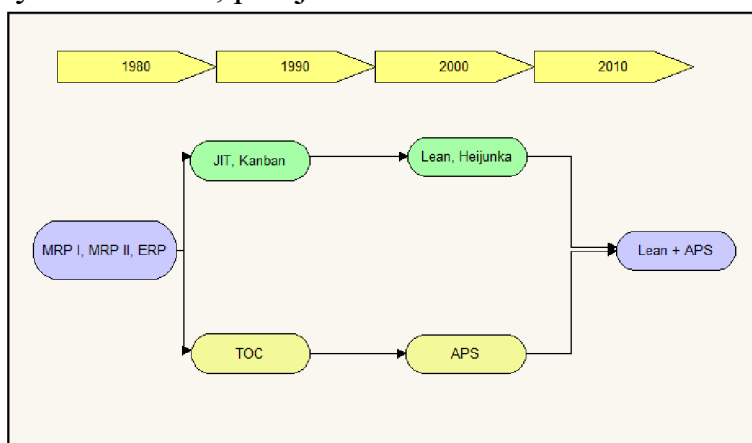 1980
1990
2000
2010
JIT, Kanban
Lean, Heijunka
MRP I, MRP II, ERP
Lean + APS
TOC
APS